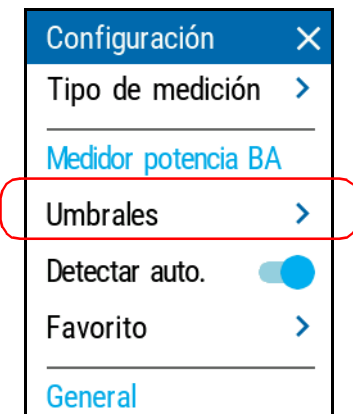 Configuración
Tipo de medición
Medidor potencia BA
Umbrales
Detectar auto.
Favorito
General